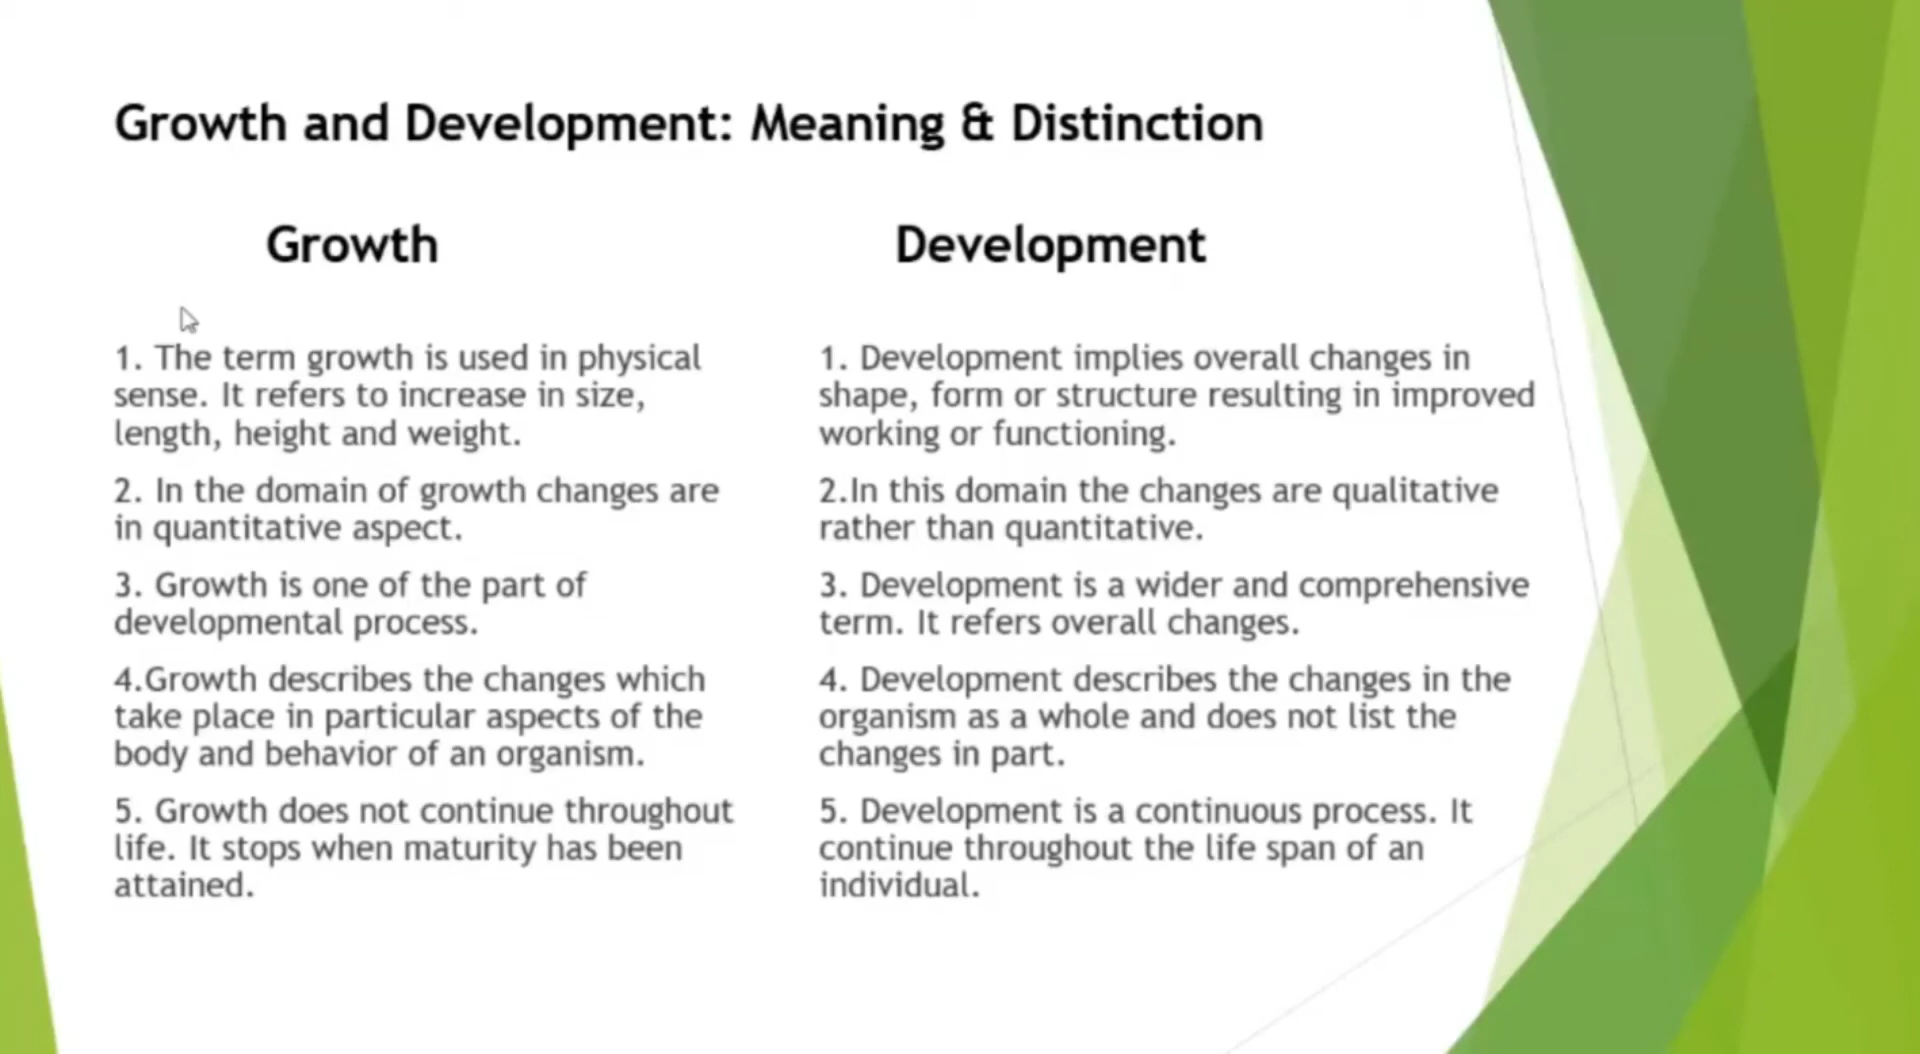 Growth and Development: Meaning & Distinction
Growth
1. The term growth is used in physical
sense. It refers to increase in size,
length, height and weight.
2. In the domain of growth changes are
in quantitative aspect.
3. Growth is one of the part of
developmental process.
4.Growth describes the changes which
take place in particular aspects of the
body and behavior of an organism.
5. Growth does not continue throughout
life. It stops when maturity has been
attained.
Development
1. Development implies overall changes in
shape, form or structure resulting in improved
working or functioning.
2.In this domain the changes are qualitative
rather than quantitative.
3. Development is a wider and comprehensive
term. It refers overall changes.
4. Development describes the changes in the
organism as a whole and does not list the
changes in part.
5. Development is a continuous process. It
continue throughout the life span of an
individual.